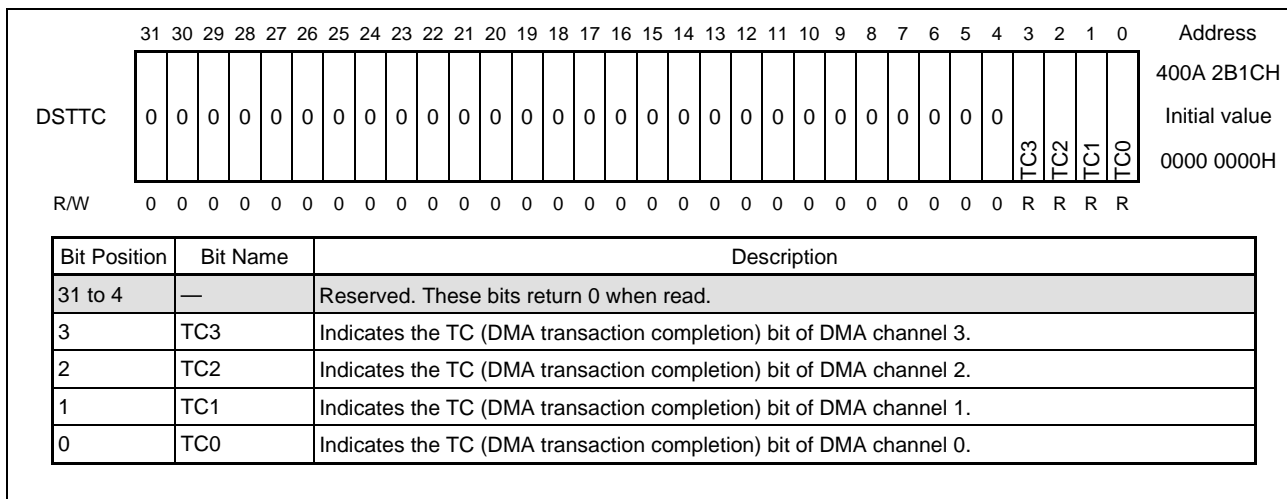 31 30 29 28 27 26 25 24 23 22 21 20 19 18 17 16 15 14 13 12 11 10 9 8 7 6 5 4 3 2 1 0 Address
400A 2B1CH
DSTTC 0 0 0 0 0 0 0 0 0 0 0 0 0 0 0 0 0 0 0 0 0 0 0 0 0 0 0 0 TC3 TC2 TC1 TC0 Initial value
0000 0000H
R/W 0 0 0 0 0 0 0 0 0 0 0 0 0 0 0 0 0 0 0 0 0 0 0 0 0 0 0 0 R R R R
Bit Position Bit Name Description
31 to 4 — Reserved. These bits return 0 when read.
3 TC3 Indicates the TC (DMA transaction completion) bit of DMA channel 3.
2 TC2 Indicates the TC (DMA transaction completion) bit of DMA channel 2.
1 TC1 Indicates the TC (DMA transaction completion) bit of DMA channel 1.
0 TC0 Indicates the TC (DMA transaction completion) bit of DMA channel 0.